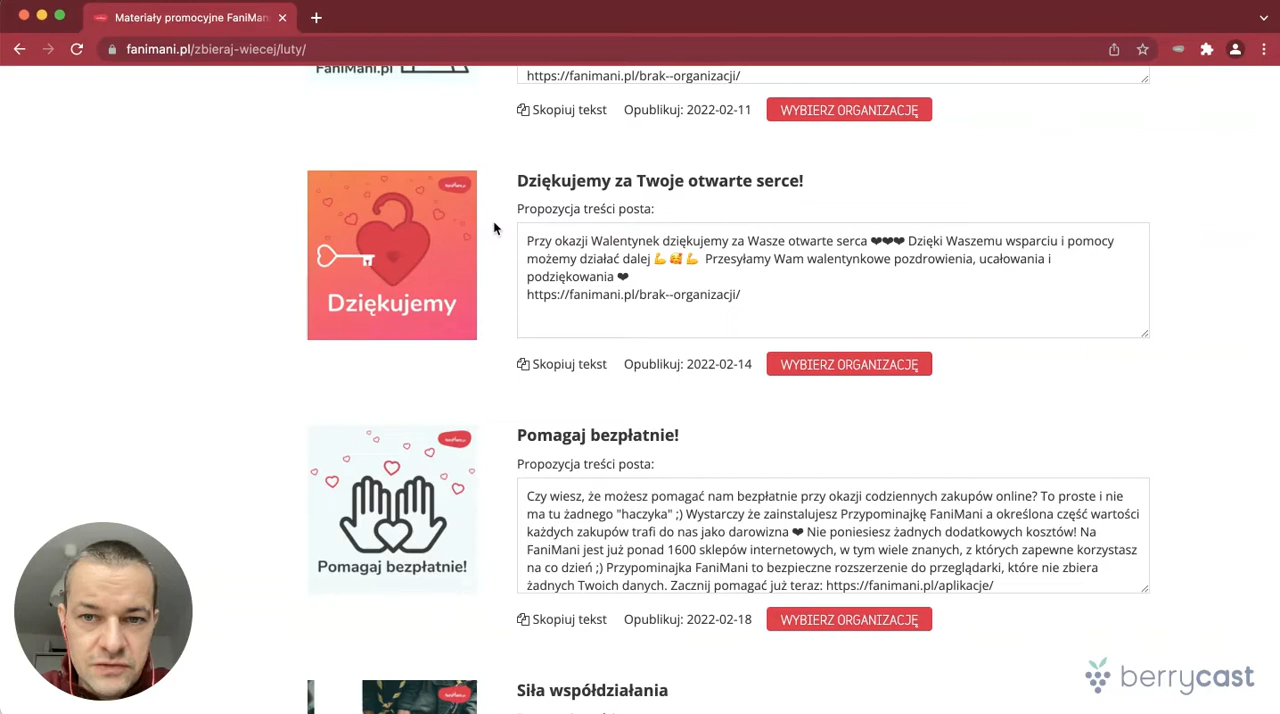 Materiały promocyjne FaniMan
fanimani.pl/zbieraj-wiecej/luty/
FaniMani.pl
https://fanimani.pl/brak--organizacji/
Skopiuj tekst Opublikuj: 2022-02-11 WYBIERZ ORGANIZACJĘ
FaniMani.pl
Dziękujemy
Dziękujemy za Twoje otwarte serce!
Propozycja treści posta:
Przy okazji Walentynek dziękujemy za Wasze otwarte serca ❤❤❤ Dzięki Waszemu wsparciu i pomocy
możemy działać dalej 💪🥰💪 Przesyłamy Wam walentynkowe pozdrowienia, ucałowania i
podziękowania ❤
https://fanimani.pl/brak--organizacji/
Skopiuj tekst Opublikuj: 2022-02-14 WYBIERZ ORGANIZACJĘ
FaniMani.pl
Pomagaj bezpłatnie!
Pomagaj bezpłatnie!
Propozycja treści posta:
Czy wiesz, że możesz pomagać nam bezpłatnie przy okazji codziennych zakupów online? To proste i nie
ma tu żadnego "haczyka" ;) Wystarczy że zainstalujesz Przypominajkę FaniMani a określona część wartości
każdych zakupów trafi do nas jako darowizna ❤ Nie poniesiesz żadnych dodatkowych kosztów! Na
FaniMani jest już ponad 1600 sklepów internetowych, w tym wiele znanych, z których zapewne korzystasz
na co dzień ;) Przypominajka FaniMani to bezpieczne rozszerzenie do przeglądarki, które nie zbiera
żadnych Twoich danych. Zacznij pomagać już teraz: https://fanimani.pl/aplikacje/
Skopiuj tekst Opublikuj: 2022-02-18 WYBIERZ ORGANIZACJĘ
FaniMani.pl
Siła współdziałania
berrycast